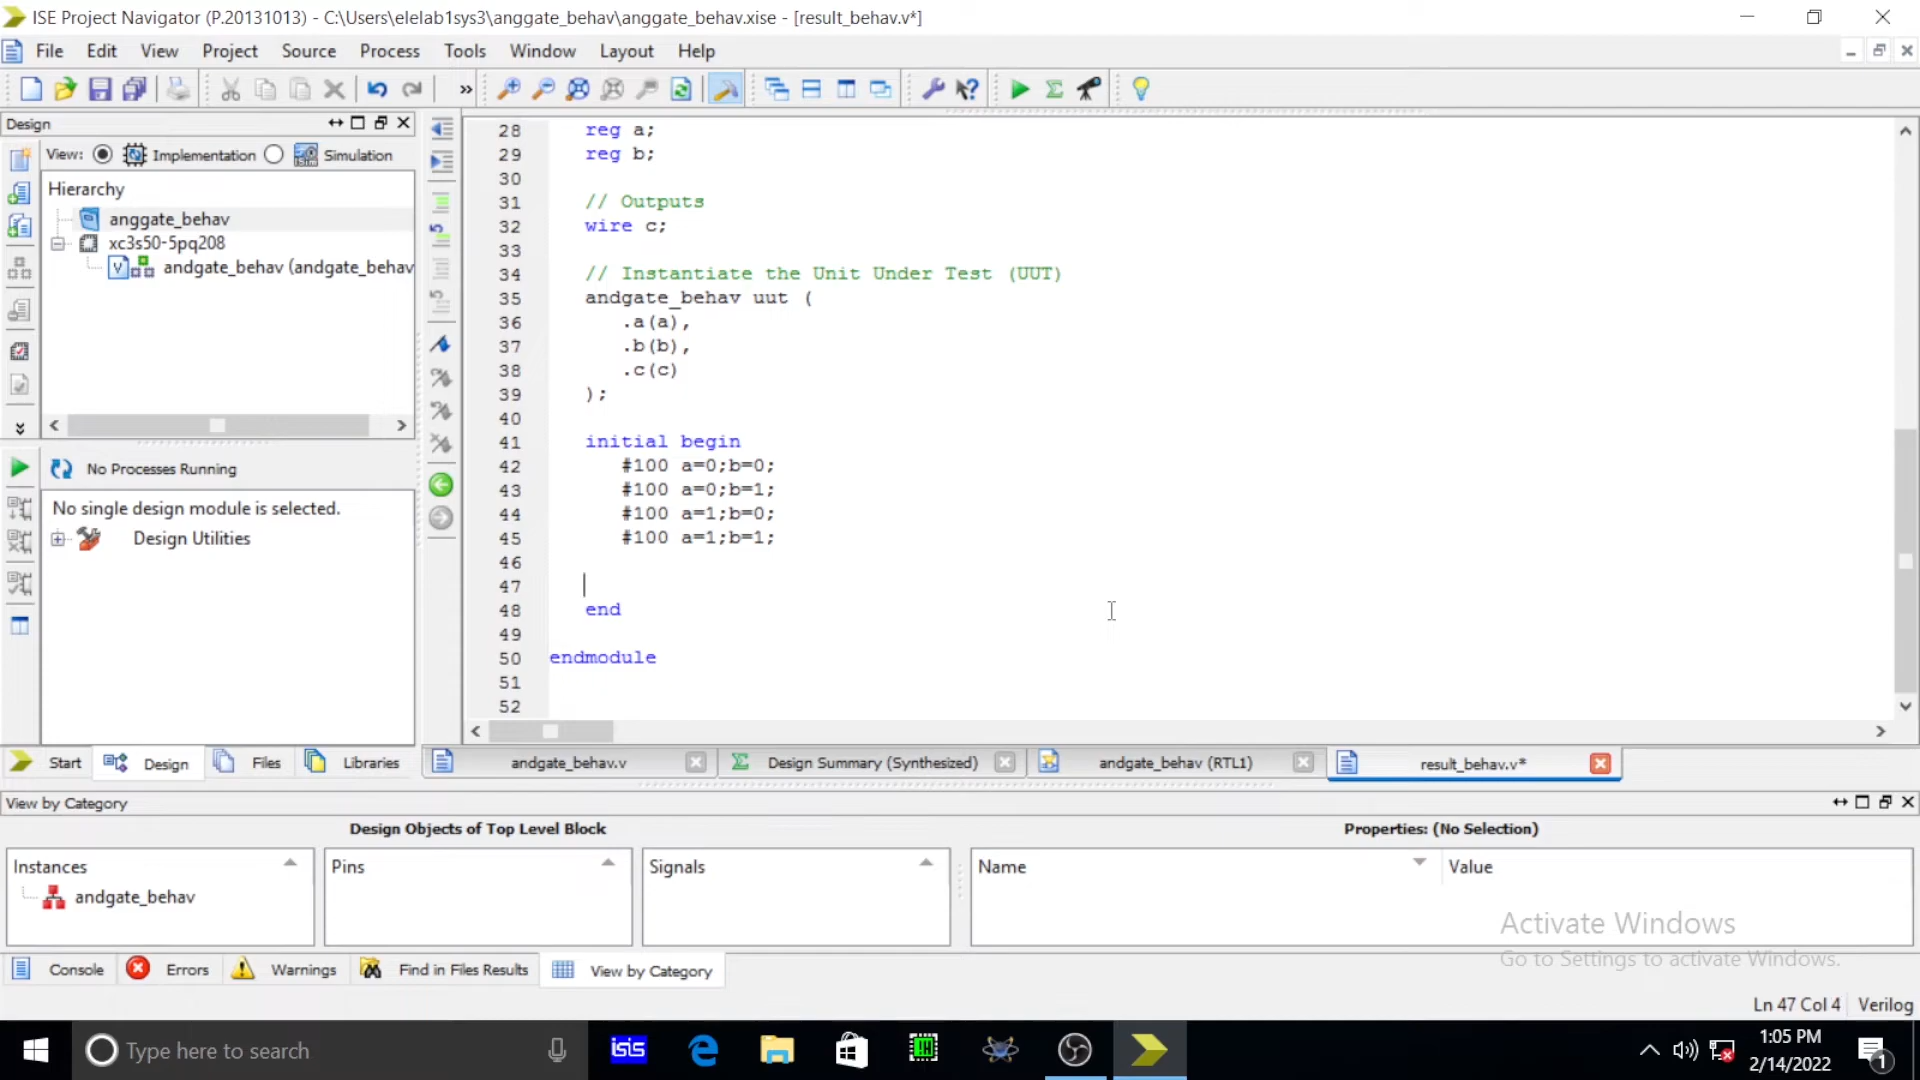 ISE Project Navigator (P.20131013) - C:\Users\elelab1sys3\anggate_behav\anggate_behav.xise - [result_behav.v*]
File Edit View Project Source Process Tools Window Layout Help
Design
View: Implementation Simulation
Hierarchy
anggate_behav
xc3s50-5pq208
andgate_behav (andgate_behav
No Processes Running
No single design module is selected.
Design Utilities
28 reg a;
29 reg b;
30
31 // Outputs
32 wire c;
33
34 // Instantiate the Unit Under Test (UUT)
35 andgate_behav uut (
36 .a(a),
37 .b(b),
38 .c(c)
39 );
40
41 initial begin
42 #100 a=0;b=0;
43 #100 a=0;b=1;
44 #100 a=1;b=0;
45 #100 a=1;b=1;
46
47
48 end
49
50 endmodule
51
52
Start Design Files Libraries
andgate_behav.v Design Summary (Synthesized) andgate_behav (RTL1) result_behav.v*
View by Category
Design Objects of Top Level Block
Properties: (No Selection)
Instances Pins Signals Name Value
andgate_behav
Activate Windows
Go to Settings to activate Windows.
Console Errors Warnings Find in Files Results View by Category
Ln 47 Col 4 Verilog
Type here to search
isis
1:05 PM
2/14/2022
1